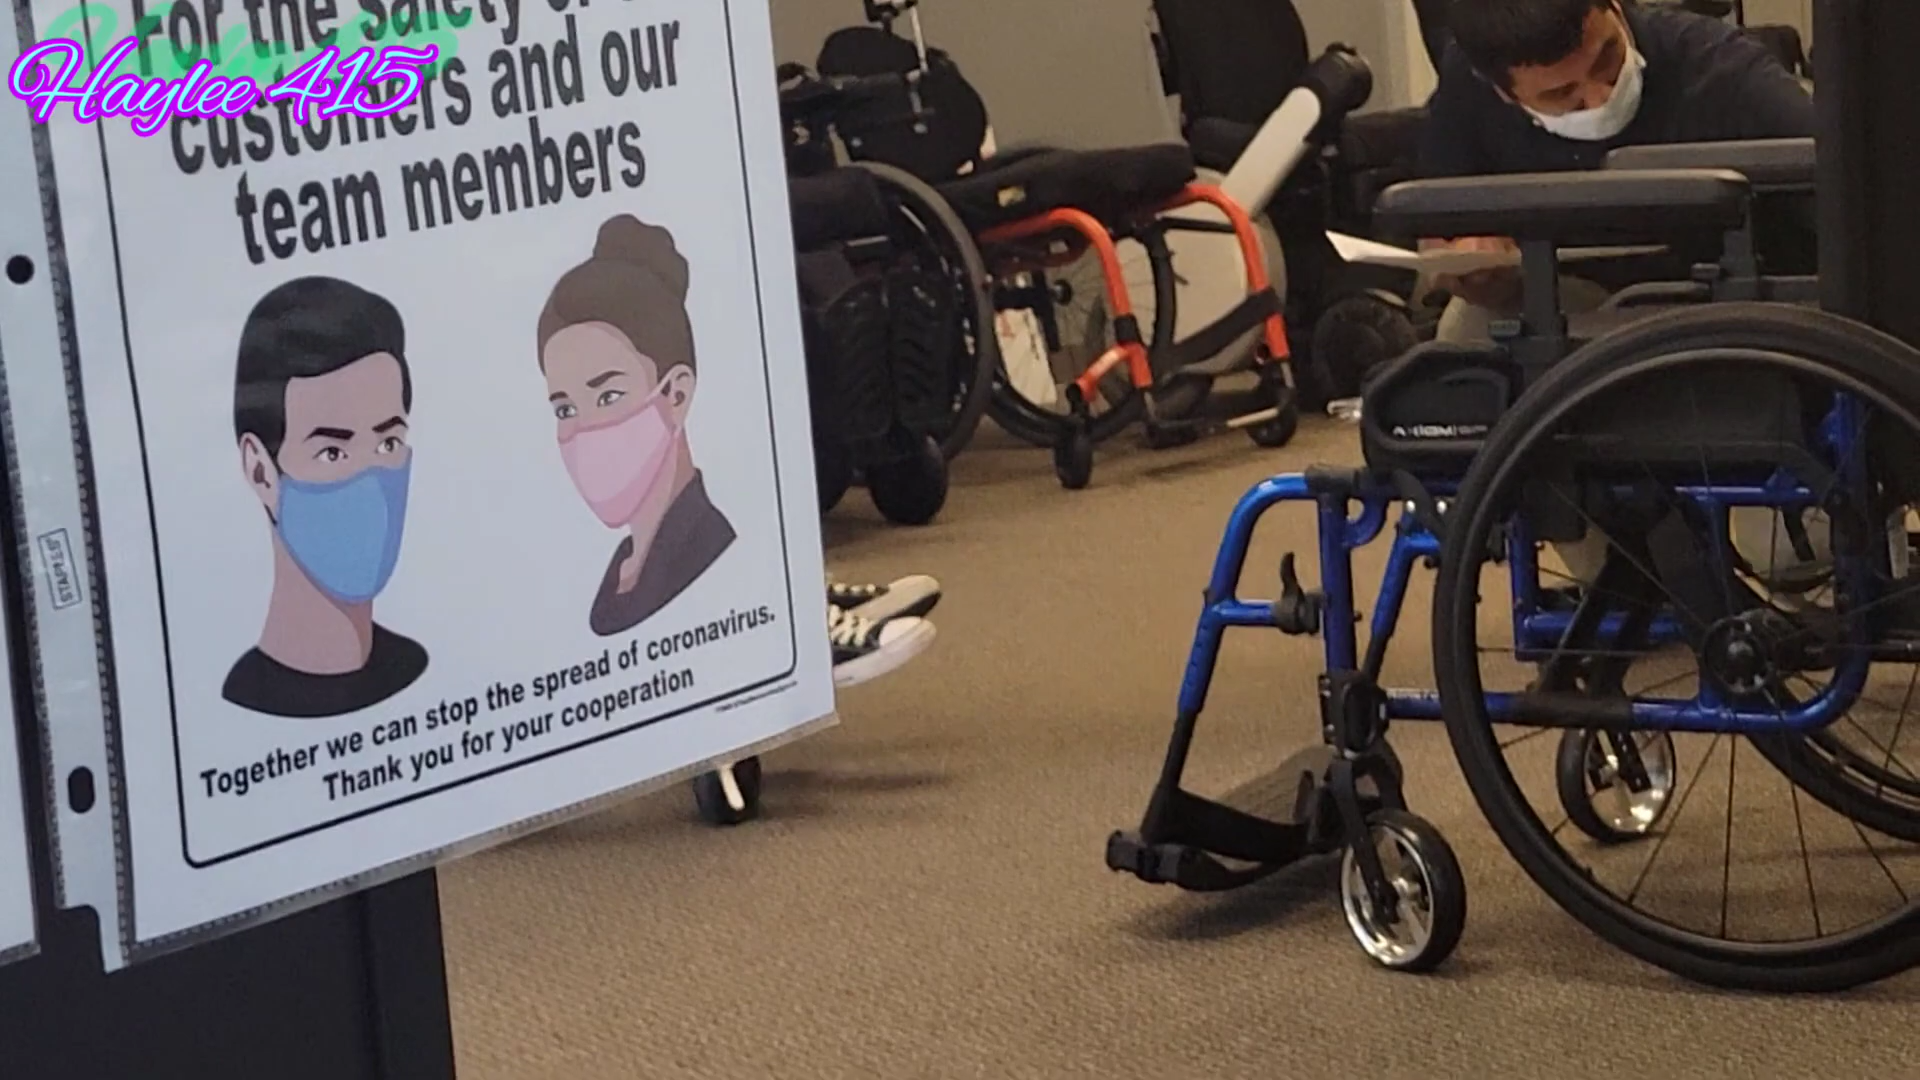 For the safety of
Haylee 415
customers and our
team members
Together we can stop the spread of coronavirus.
Thank you for your cooperation
STAPLES